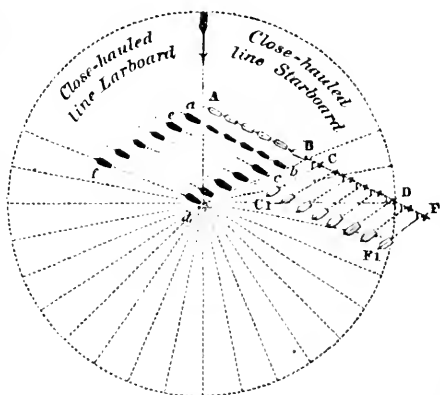 Close-hauled
line Larboard
Close-hauled
line Starboard
A
a
e
B
C
f
b
c
D
C1
F
d
F1